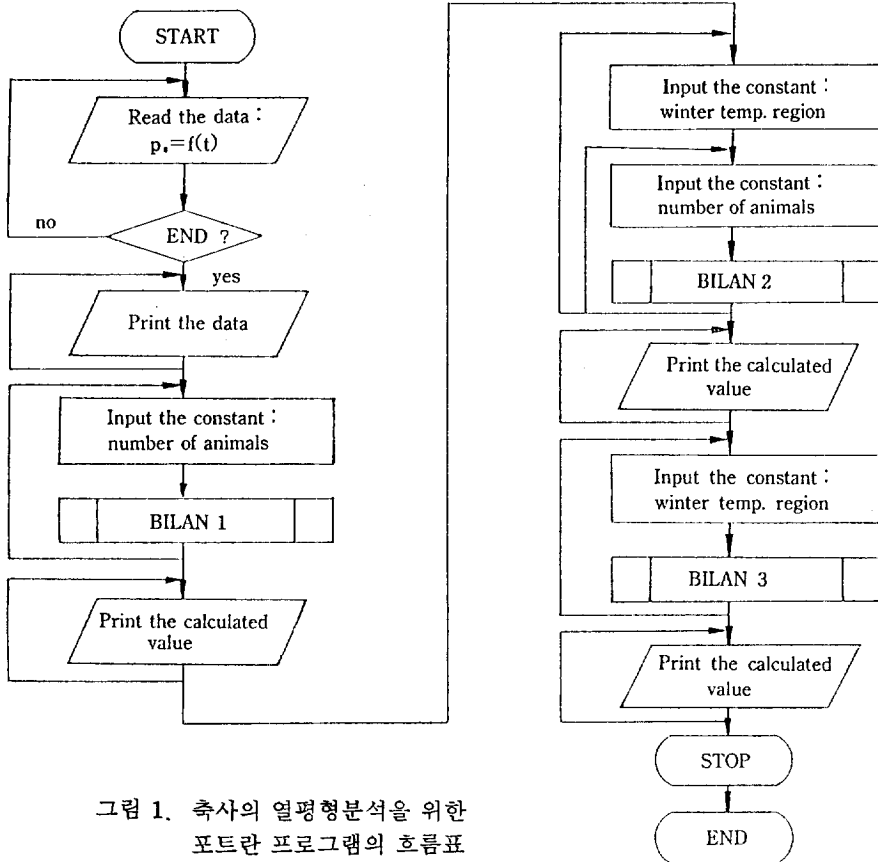 START
Read the data :
pₛ=f(t)
no
END ?
yes
Print the data
Input the constant :
number of animals
BILAN 1
Print the calculated
value
Input the constant :
winter temp. region
Input the constant :
number of animals
BILAN 2
Print the calculated
value
Input the constant :
winter temp. region
BILAN 3
Print the calculated
value
STOP
END
그림 1. 축사의 열평형분석을 위한
포트란 프로그램의 흐름표